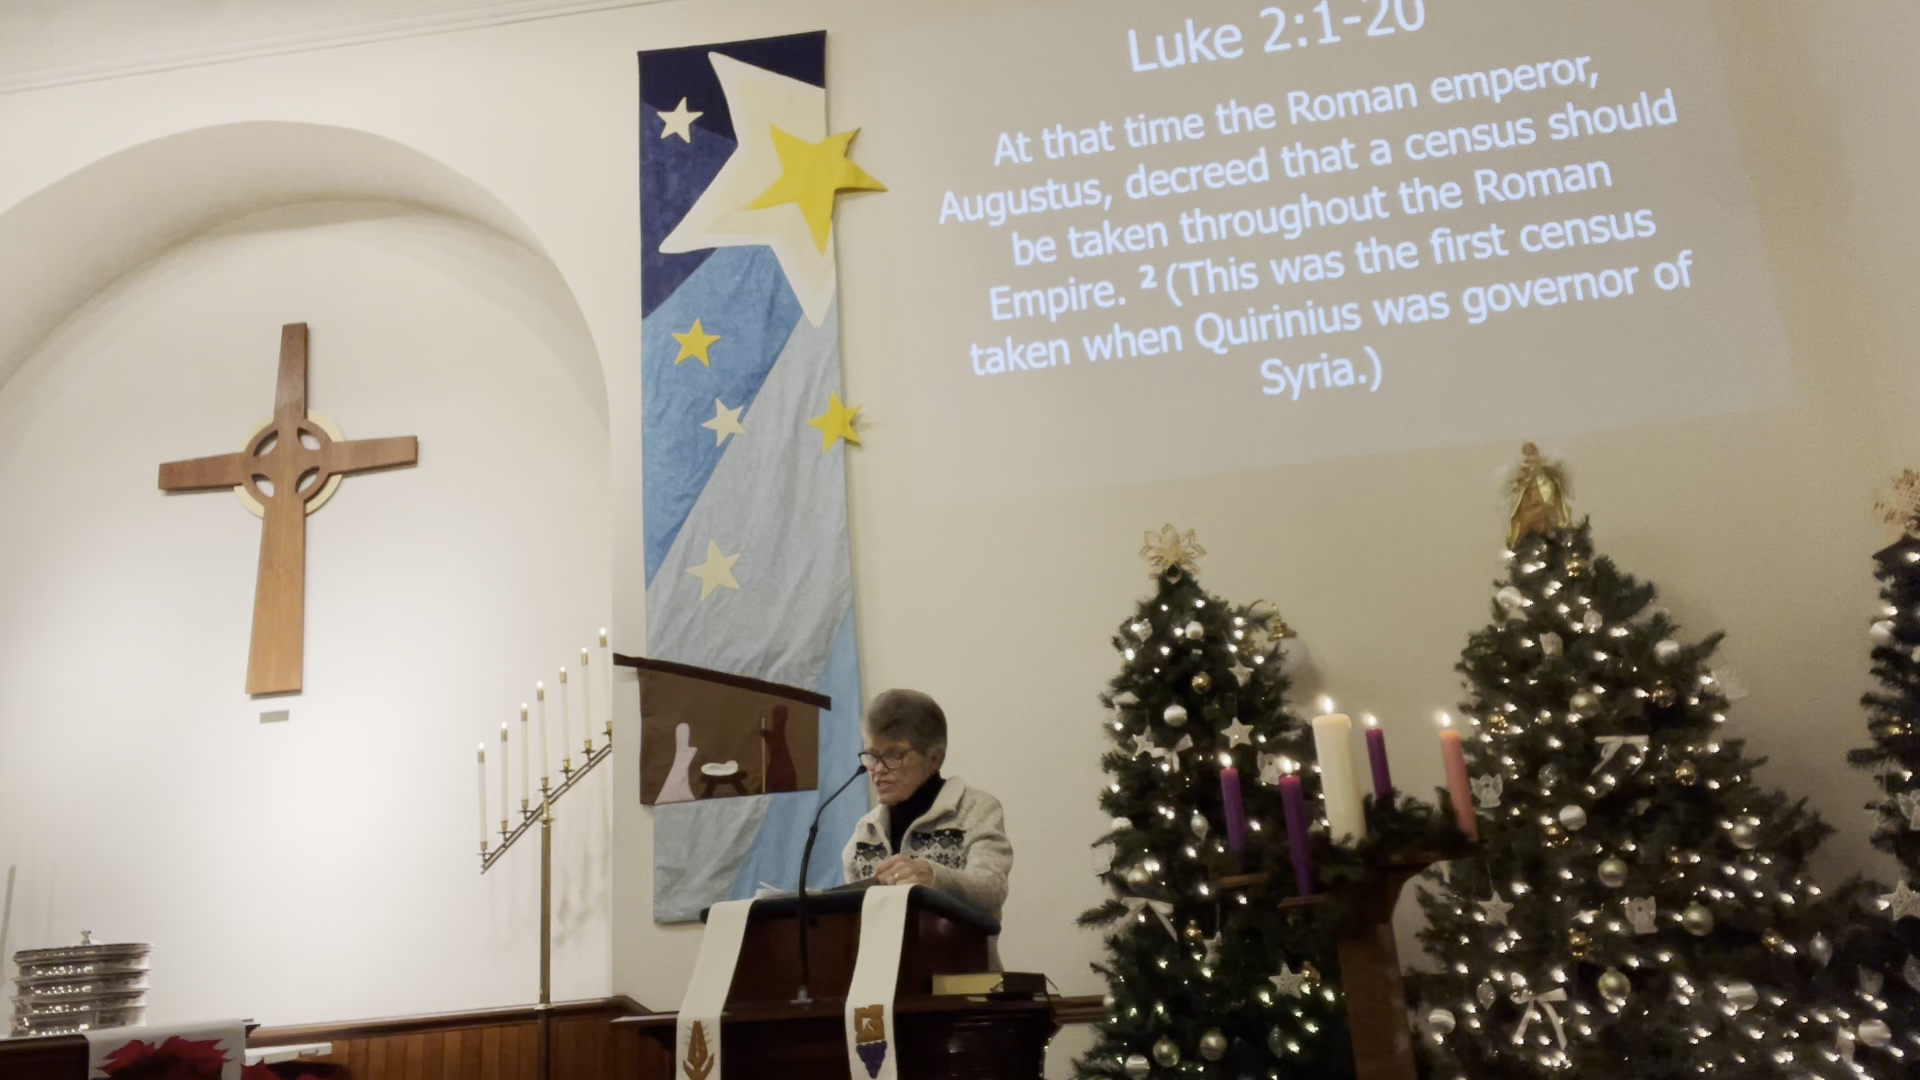 Luke 2:1-20
At that time the Roman emperor,
Augustus, decreed that a census should
be taken throughout the Roman
Empire. ² (This was the first census
taken when Quirinius was governor of
Syria.)